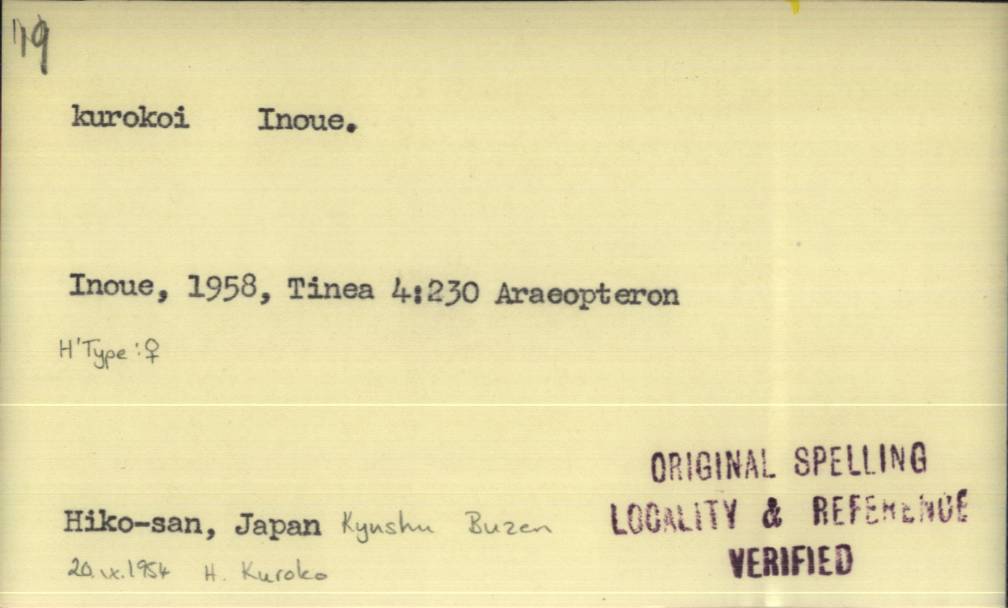 19
kurokoi Inoue.
Inoue, 1958, Tinea 4:230 Araeopteron
H'Type:♀
Hiko-san, Japan Kyushu Buzen
20.ix.1954 H. Kuroko
ORIGINAL SPELLING
LOCALITY & REFERENCE
VERIFIED